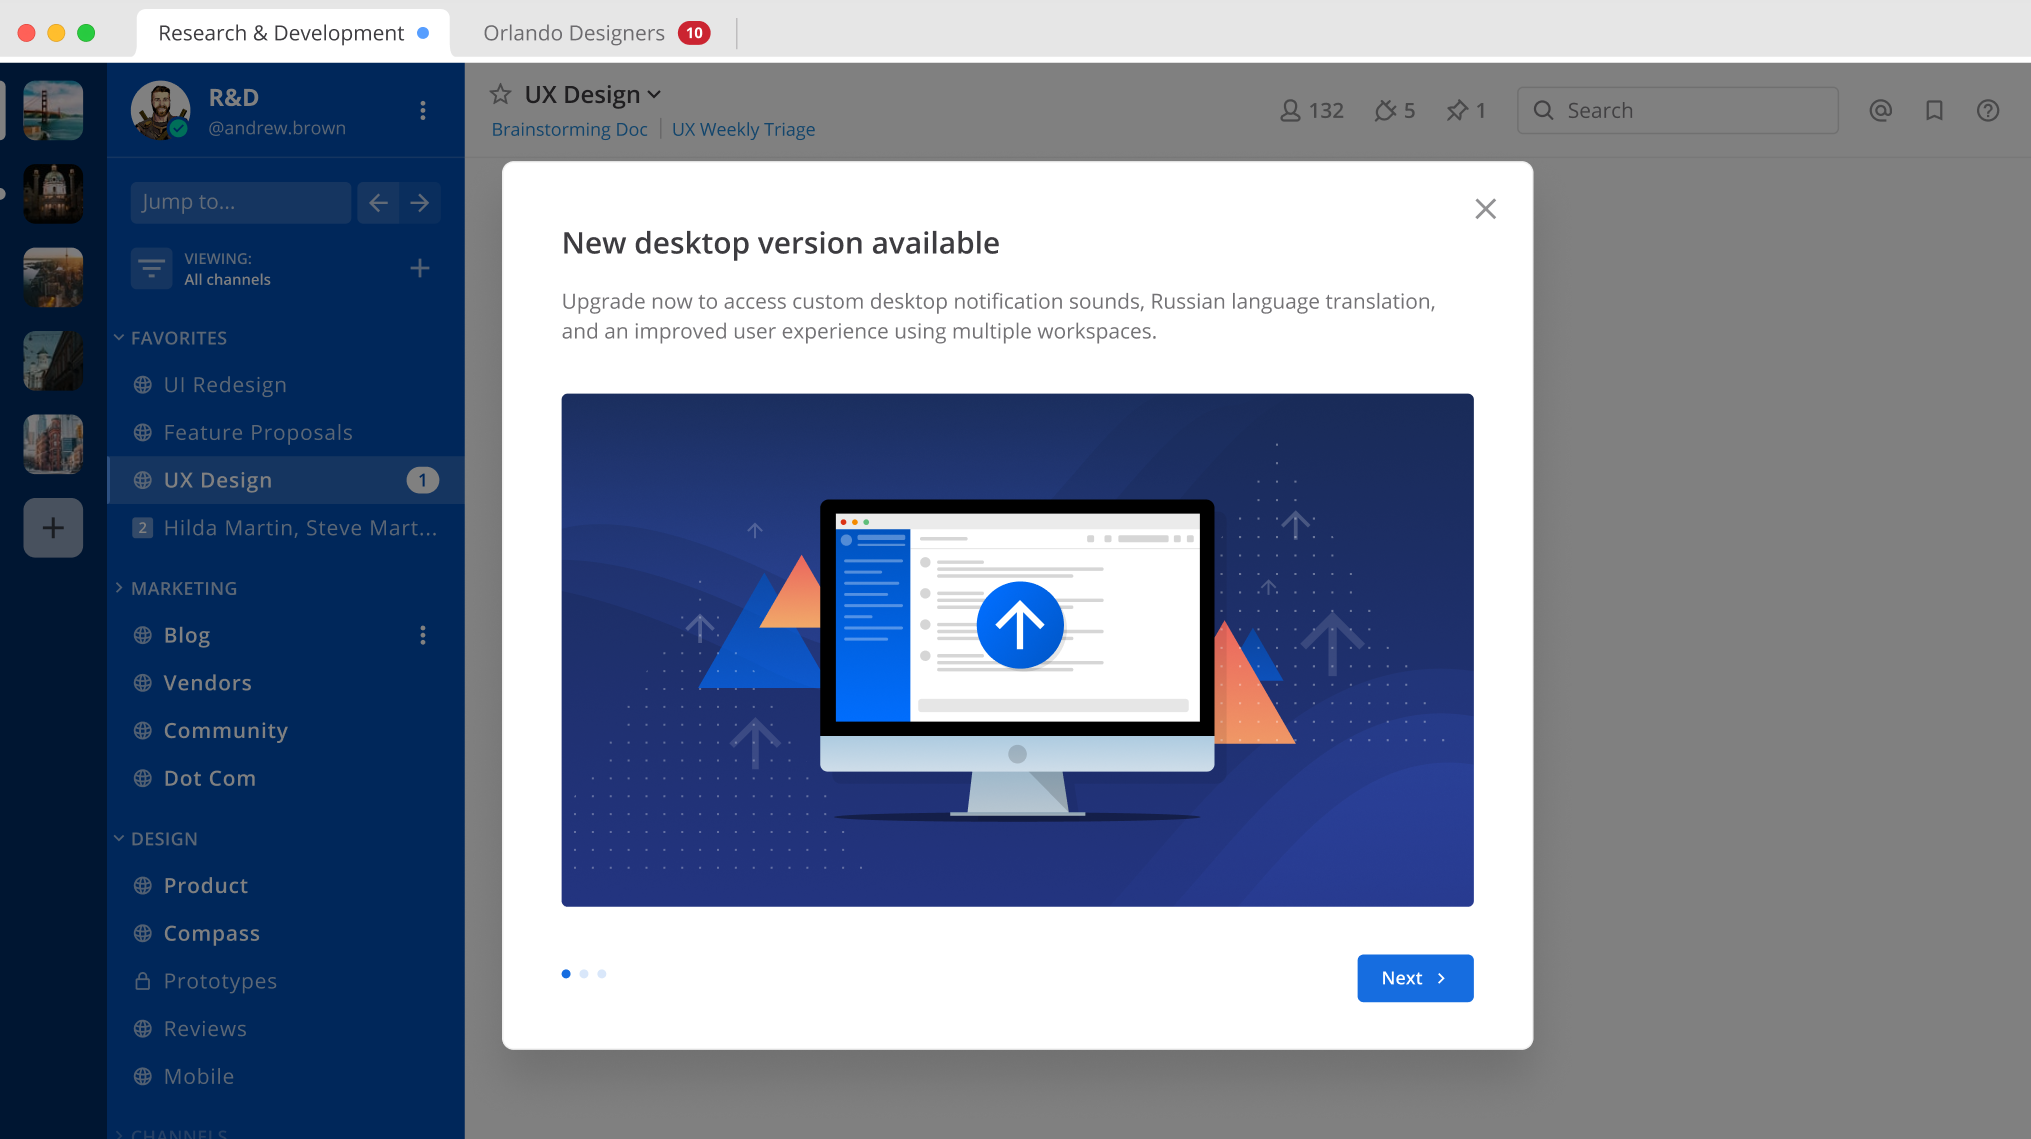 Research & Development
Orlando Designers 10
R&D
@andrew.brown
UX Design
Brainstorming Doc
UX Weekly Triage
132
5
1
Search
Jump to...
VIEWING:
All channels
FAVORITES
UI Redesign
Feature Proposals
UX Design 1
2 Hilda Martin, Steve Mart...
MARKETING
Blog
Vendors
Community
Dot Com
DESIGN
Product
Compass
Prototypes
Reviews
Mobile
CHANNELS
New desktop version available
Upgrade now to access custom desktop notification sounds, Russian language translation,
and an improved user experience using multiple workspaces.
Next